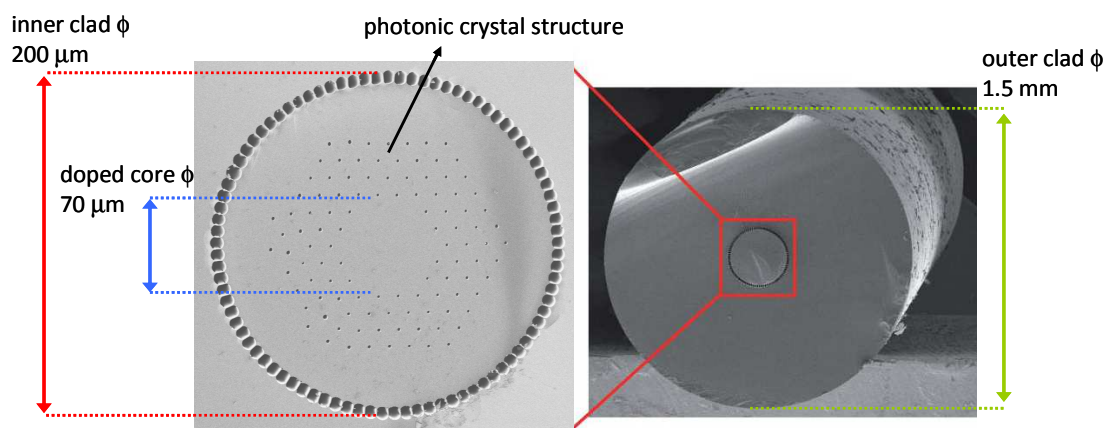 inner clad ϕ
200 μm
photonic crystal structure
outer clad ϕ
1.5 mm
doped core ϕ
70 μm